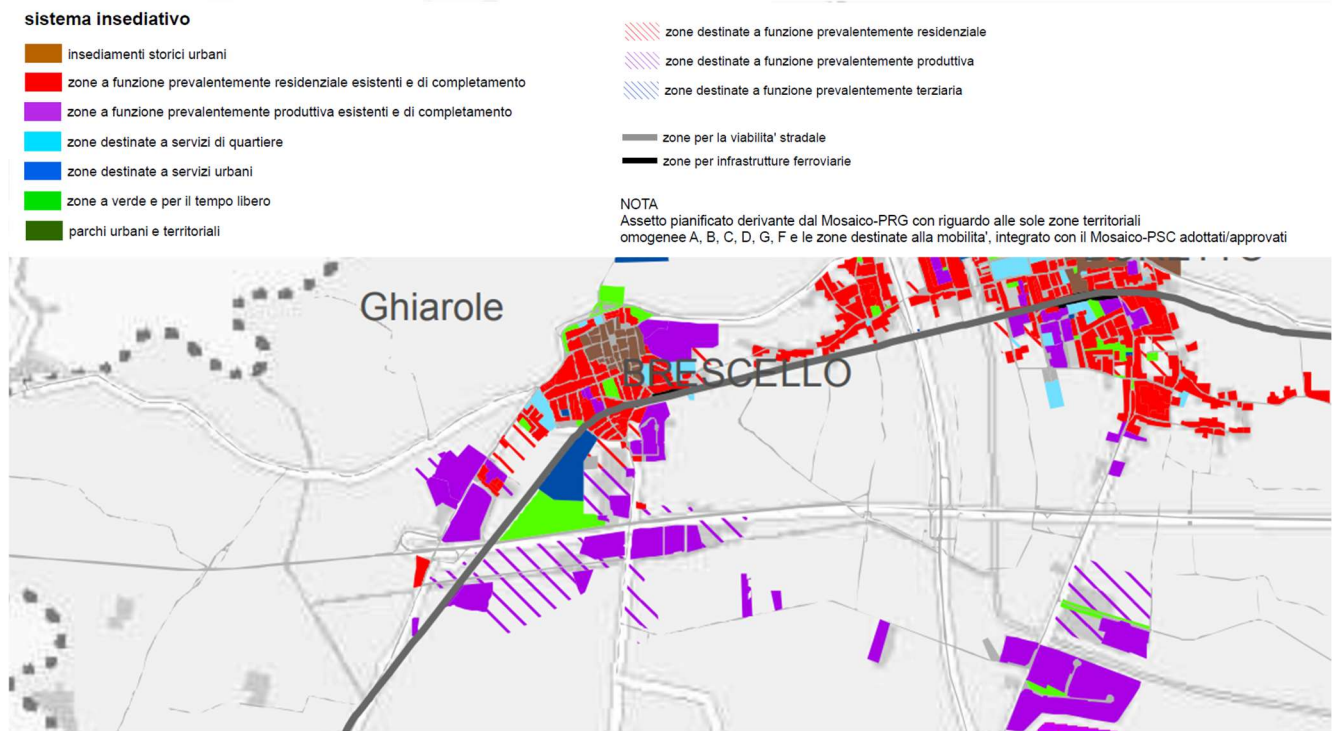 sistema insediativo
insediamenti storici urbani
zone a funzione prevalentemente residenziale esistenti e di completamento
zone a funzione prevalentemente produttiva esistenti e di completamento
zone destinate a servizi di quartiere
zone destinate a servizi urbani
zone a verde e per il tempo libero
parchi urbani e territoriali
zone destinate a funzione prevalentemente residenziale
zone destinate a funzione prevalentemente produttiva
zone destinate a funzione prevalentemente terziaria
zone per la viabilita' stradale
zone per infrastrutture ferroviarie
NOTA
Assetto pianificato derivante dal Mosaico-PRG con riguardo alle sole zone territoriali
omogenee A, B, C, D, G, F e le zone destinate alla mobilita', integrato con il Mosaico-PSC adottati/approvati
Ghiarole
BRESCELLO